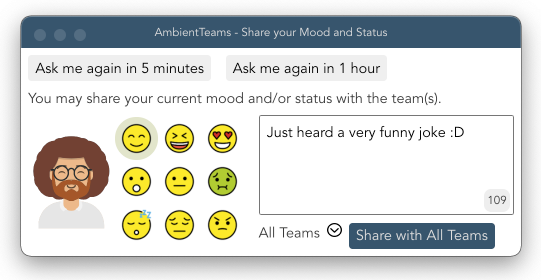 AmbientTeams - Share your Mood and Status
Ask me again in 5 minutes Ask me again in 1 hour
You may share your current mood and/or status with the team(s).
Just heard a very funny joke :D
109
All Teams Share with All Teams